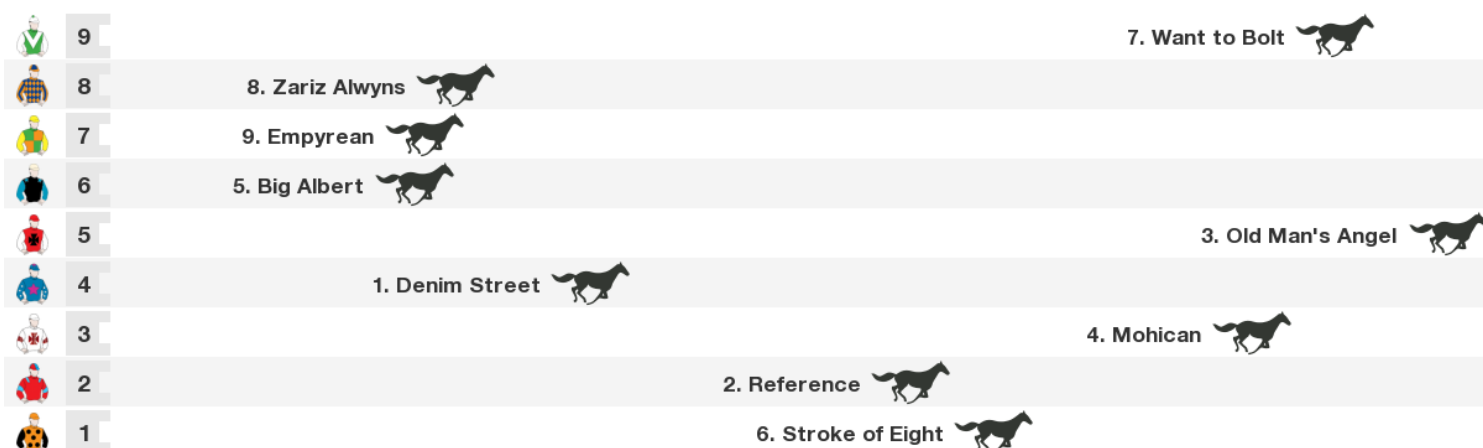 9 7. Want to Bolt
8 8. Zariz Alwyns
7 9. Empyrean
6 5. Big Albert
5 3. Old Man's Angel
4 1. Denim Street
3 4. Mohican
2 2. Reference
1 6. Stroke of Eight